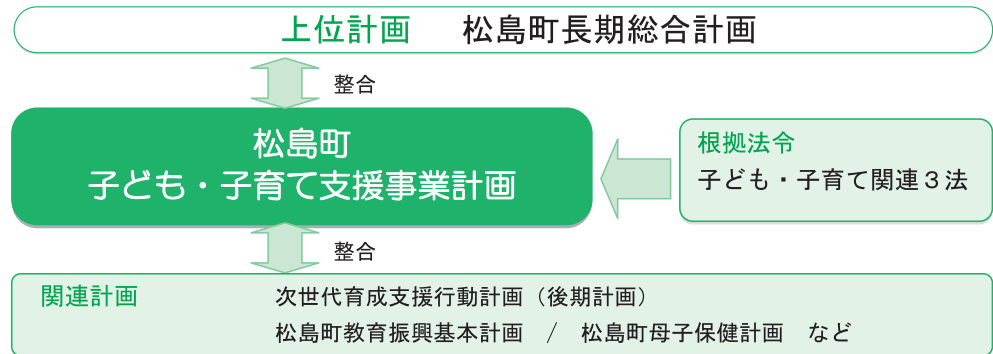 上位計画　松島町長期総合計画
整合
松島町
子ども・子育て支援事業計画
根拠法令
子ども・子育て関連３法
整合
関連計画　次世代育成支援行動計画（後期計画）
松島町教育振興基本計画　/　松島町母子保健計画　など